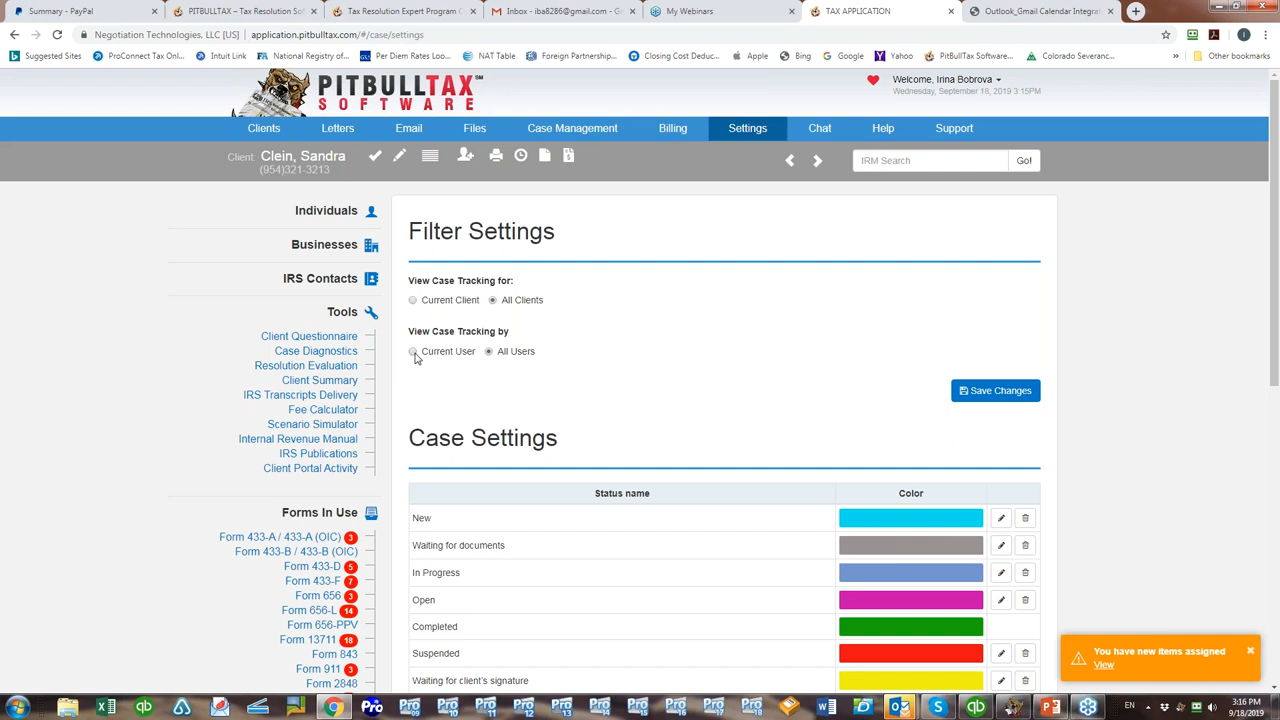 Summary - PayPal
PITBULLTAX – Tax Resolution Sof
Tax Resolution Expert Program C
Inbox - iba8286@gmail.com - G
My Webinars
TAX APPLICATION
Outlook_Gmail Calendar Integrat
Negotiation Technologies, LLC [US]
application.pitbulltax.com/#/case/settings
Suggested Sites
ProConnect Tax Onl...
Intuit Link
National Registry of...
Per Diem Rates Loo...
NAT Table
Foreign Partnership...
Closing Cost Deduc...
Apple
Bing
Google
Yahoo
PitBullTax Software...
Colorado Severanc...
Other bookmarks
PITBULLTAX
SOFTWARE
Welcome, Irina Bobrova
Wednesday, September 18, 2019 3:15PM
Clients
Letters
Email
Files
Case Management
Billing
Settings
Chat
Help
Support
Client: Clein, Sandra
(954)321-3213
IRM Search
Go!
Individuals
Businesses
IRS Contacts
Tools
Client Questionnaire
Case Diagnostics
Resolution Evaluation
Client Summary
IRS Transcripts Delivery
Fee Calculator
Scenario Simulator
Internal Revenue Manual
IRS Publications
Client Portal Activity
Forms In Use
Form 433-A / 433-A (OIC) 3
Form 433-B / 433-B (OIC)
Form 433-D 5
Form 433-F 7
Form 656 3
Form 656-L 14
Form 656-PPV
Form 13711 18
Form 843
Form 911 3
Form 2848
Filter Settings
View Case Tracking for:
Current Client
All Clients
View Case Tracking by
Current User
All Users
Save Changes
Case Settings
Status name
Color
New
Waiting for documents
In Progress
Open
Completed
Suspended
Waiting for client's signature
You have new items assigned
View
EN
3:16 PM
9/18/2019